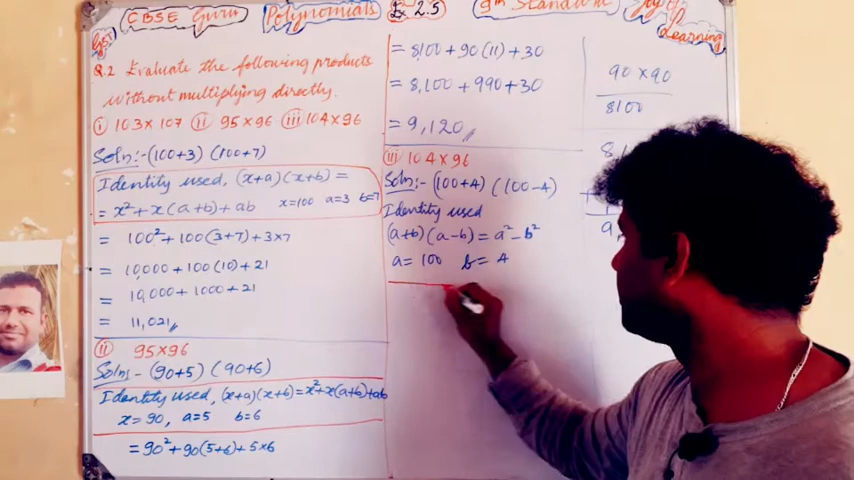 CBSE Guru Polynomials Ex 2.5 9th Standard Joy of Learning
Q.2 Evaluate the following products
without multiplying directly.
(i) 103×107 (ii) 95×96 (iii) 104×96
Soln:- (100+3) (100+7)
Identity used, (x+a)(x+b) =
= x²+x(a+b)+ab x=100 a=3 b=7
= 100²+100(3+7)+3×7
= 10,000+100(10)+21
= 10,000+1000+21
= 11,021
(ii) 95×96
Soln:- (90+5) (90+6)
Identity used, (x+a)(x+b)=x²+x(a+b)+ab
x=90, a=5 b=6
= 90²+90(5+6)+5×6
= 8,100+90(11)+30
= 8,100+990+30
= 9,120
(iii) 104×96
Soln:- (100+4) (100-4)
Identity used
(a+b)(a-b) = a²-b²
a= 100 b= 4
90×90
8100